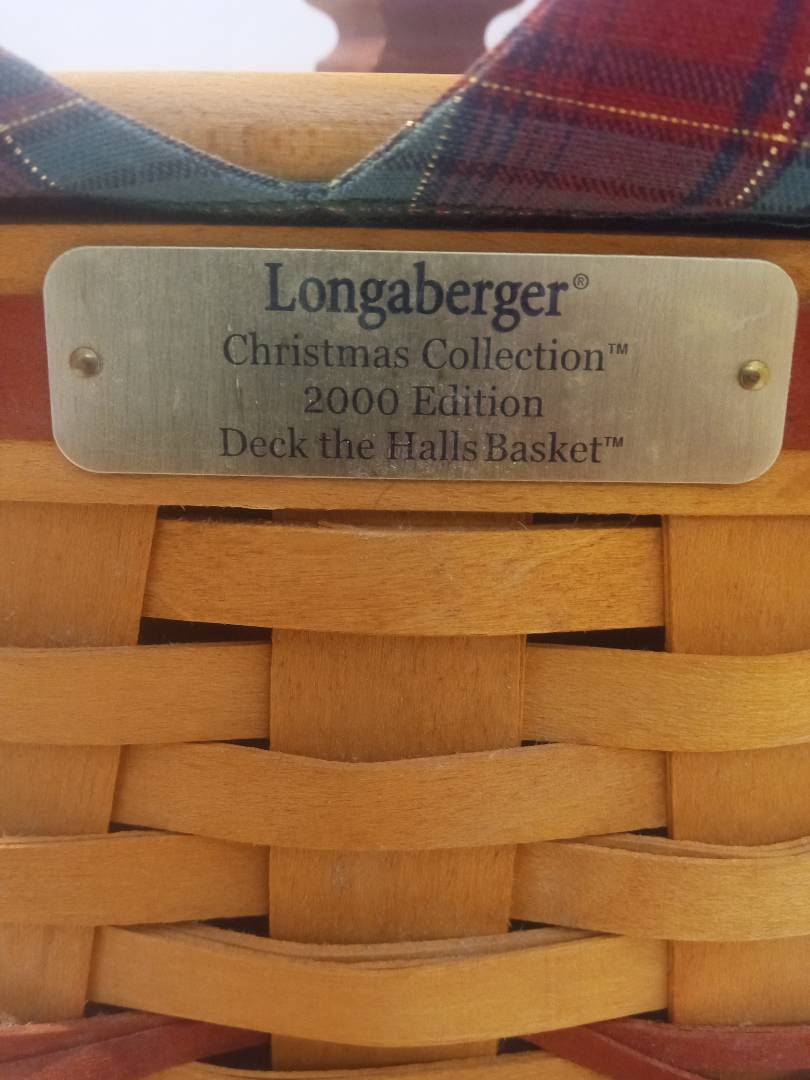 Longaberger®
Christmas Collection™
2000 Edition
Deck the Halls Basket™